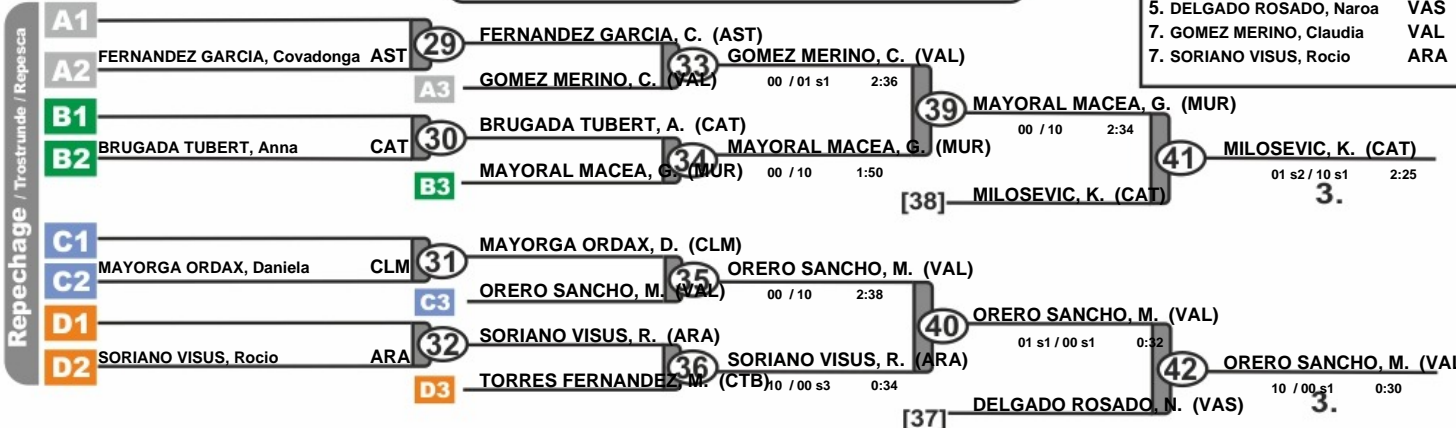 5. DELGADO ROSADO, Naroa VAS
7. GOMEZ MERINO, Claudia VAL
7. SORIANO VISUS, Rocio ARA
Repechage / Trostrunde / Repesca
A1
FERNANDEZ GARCIA, Covadonga AST
A2
29
FERNANDEZ GARCIA, C. (AST)
A3
GOMEZ MERINO, C. (VAL)
33
GOMEZ MERINO, C. (VAL)
00 / 01 s1 2:36
B1
BRUGADA TUBERT, Anna CAT
B2
30
BRUGADA TUBERT, A. (CAT)
B3
MAYORAL MACEA, G. (MUR)
34
MAYORAL MACEA, G. (MUR)
00 / 10 1:50
39
MAYORAL MACEA, G. (MUR)
00 / 10 2:34
[38] MILOSEVIC, K. (CAT)
41
MILOSEVIC, K. (CAT)
01 s2 / 10 s1 2:25
3.
C1
MAYORGA ORDAX, Daniela CLM
C2
31
MAYORGA ORDAX, D. (CLM)
C3
ORERO SANCHO, M. (VAL)
35
ORERO SANCHO, M. (VAL)
00 / 10 2:38
D1
SORIANO VISUS, Rocio ARA
D2
32
SORIANO VISUS, R. (ARA)
D3
TORRES FERNANDEZ, M. (CTB)
36
SORIANO VISUS, R. (ARA)
10 / 00 s3 0:34
40
ORERO SANCHO, M. (VAL)
01 s1 / 00 s1 0:32
[37] DELGADO ROSADO, N. (VAS)
42
ORERO SANCHO, M. (VAL
10 / 00 s1 0:30
3.